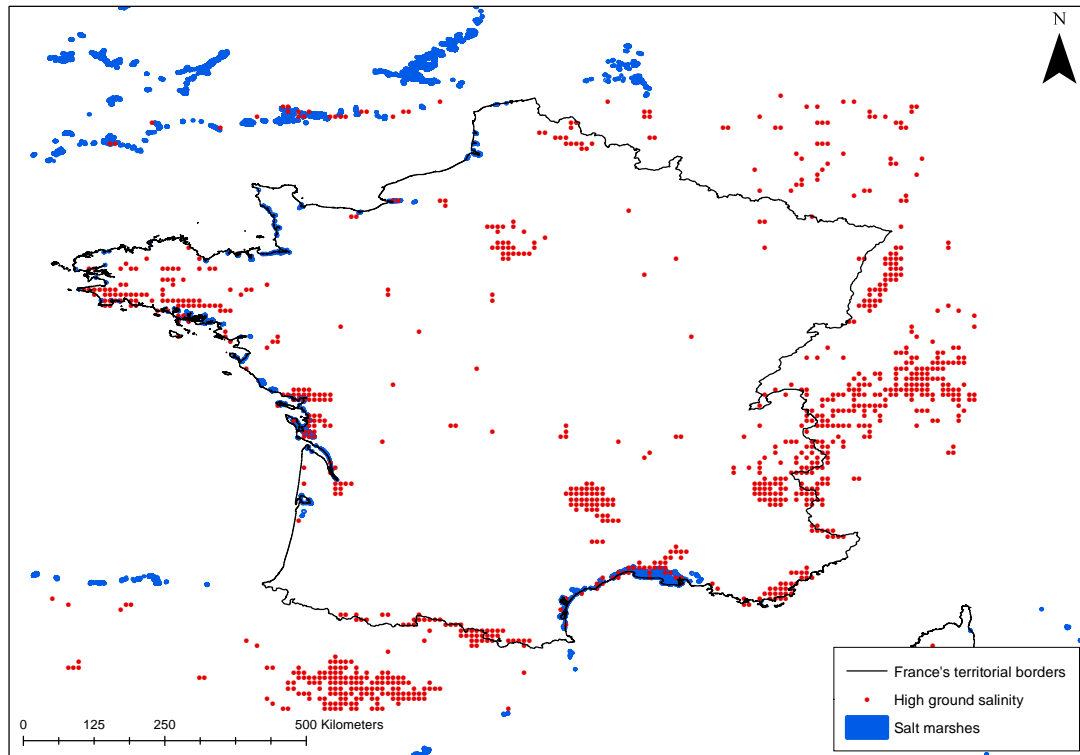 N
France's territorial borders
High ground salinity
Salt marshes
0 125 250 500 Kilometers